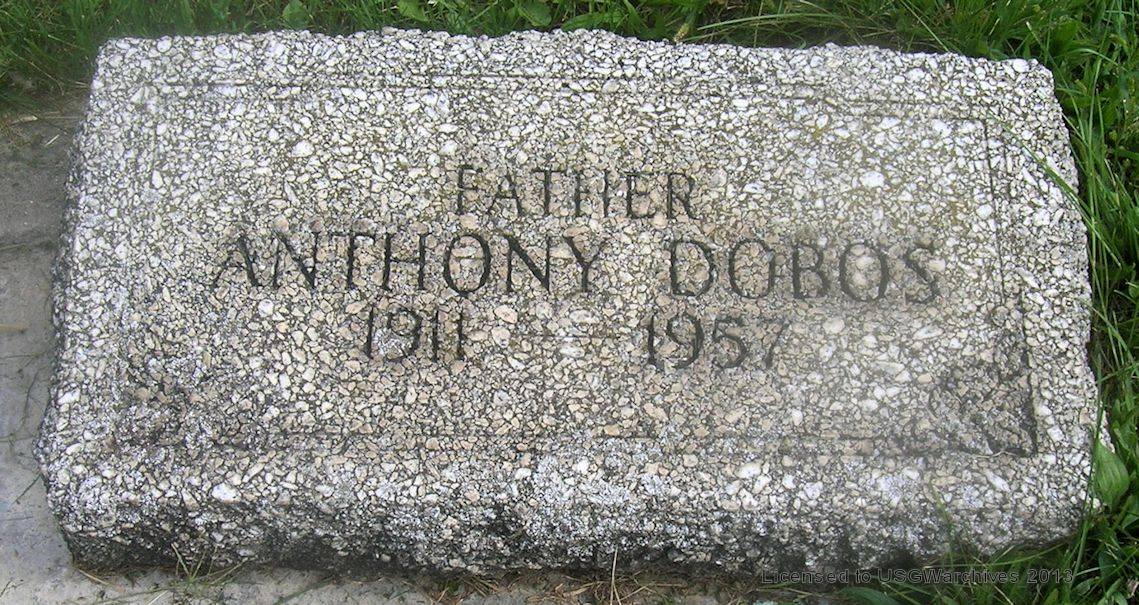 FATHER
ANTHONY DOBOS
1911 — 1957
Licensed to USGWarchives 2013